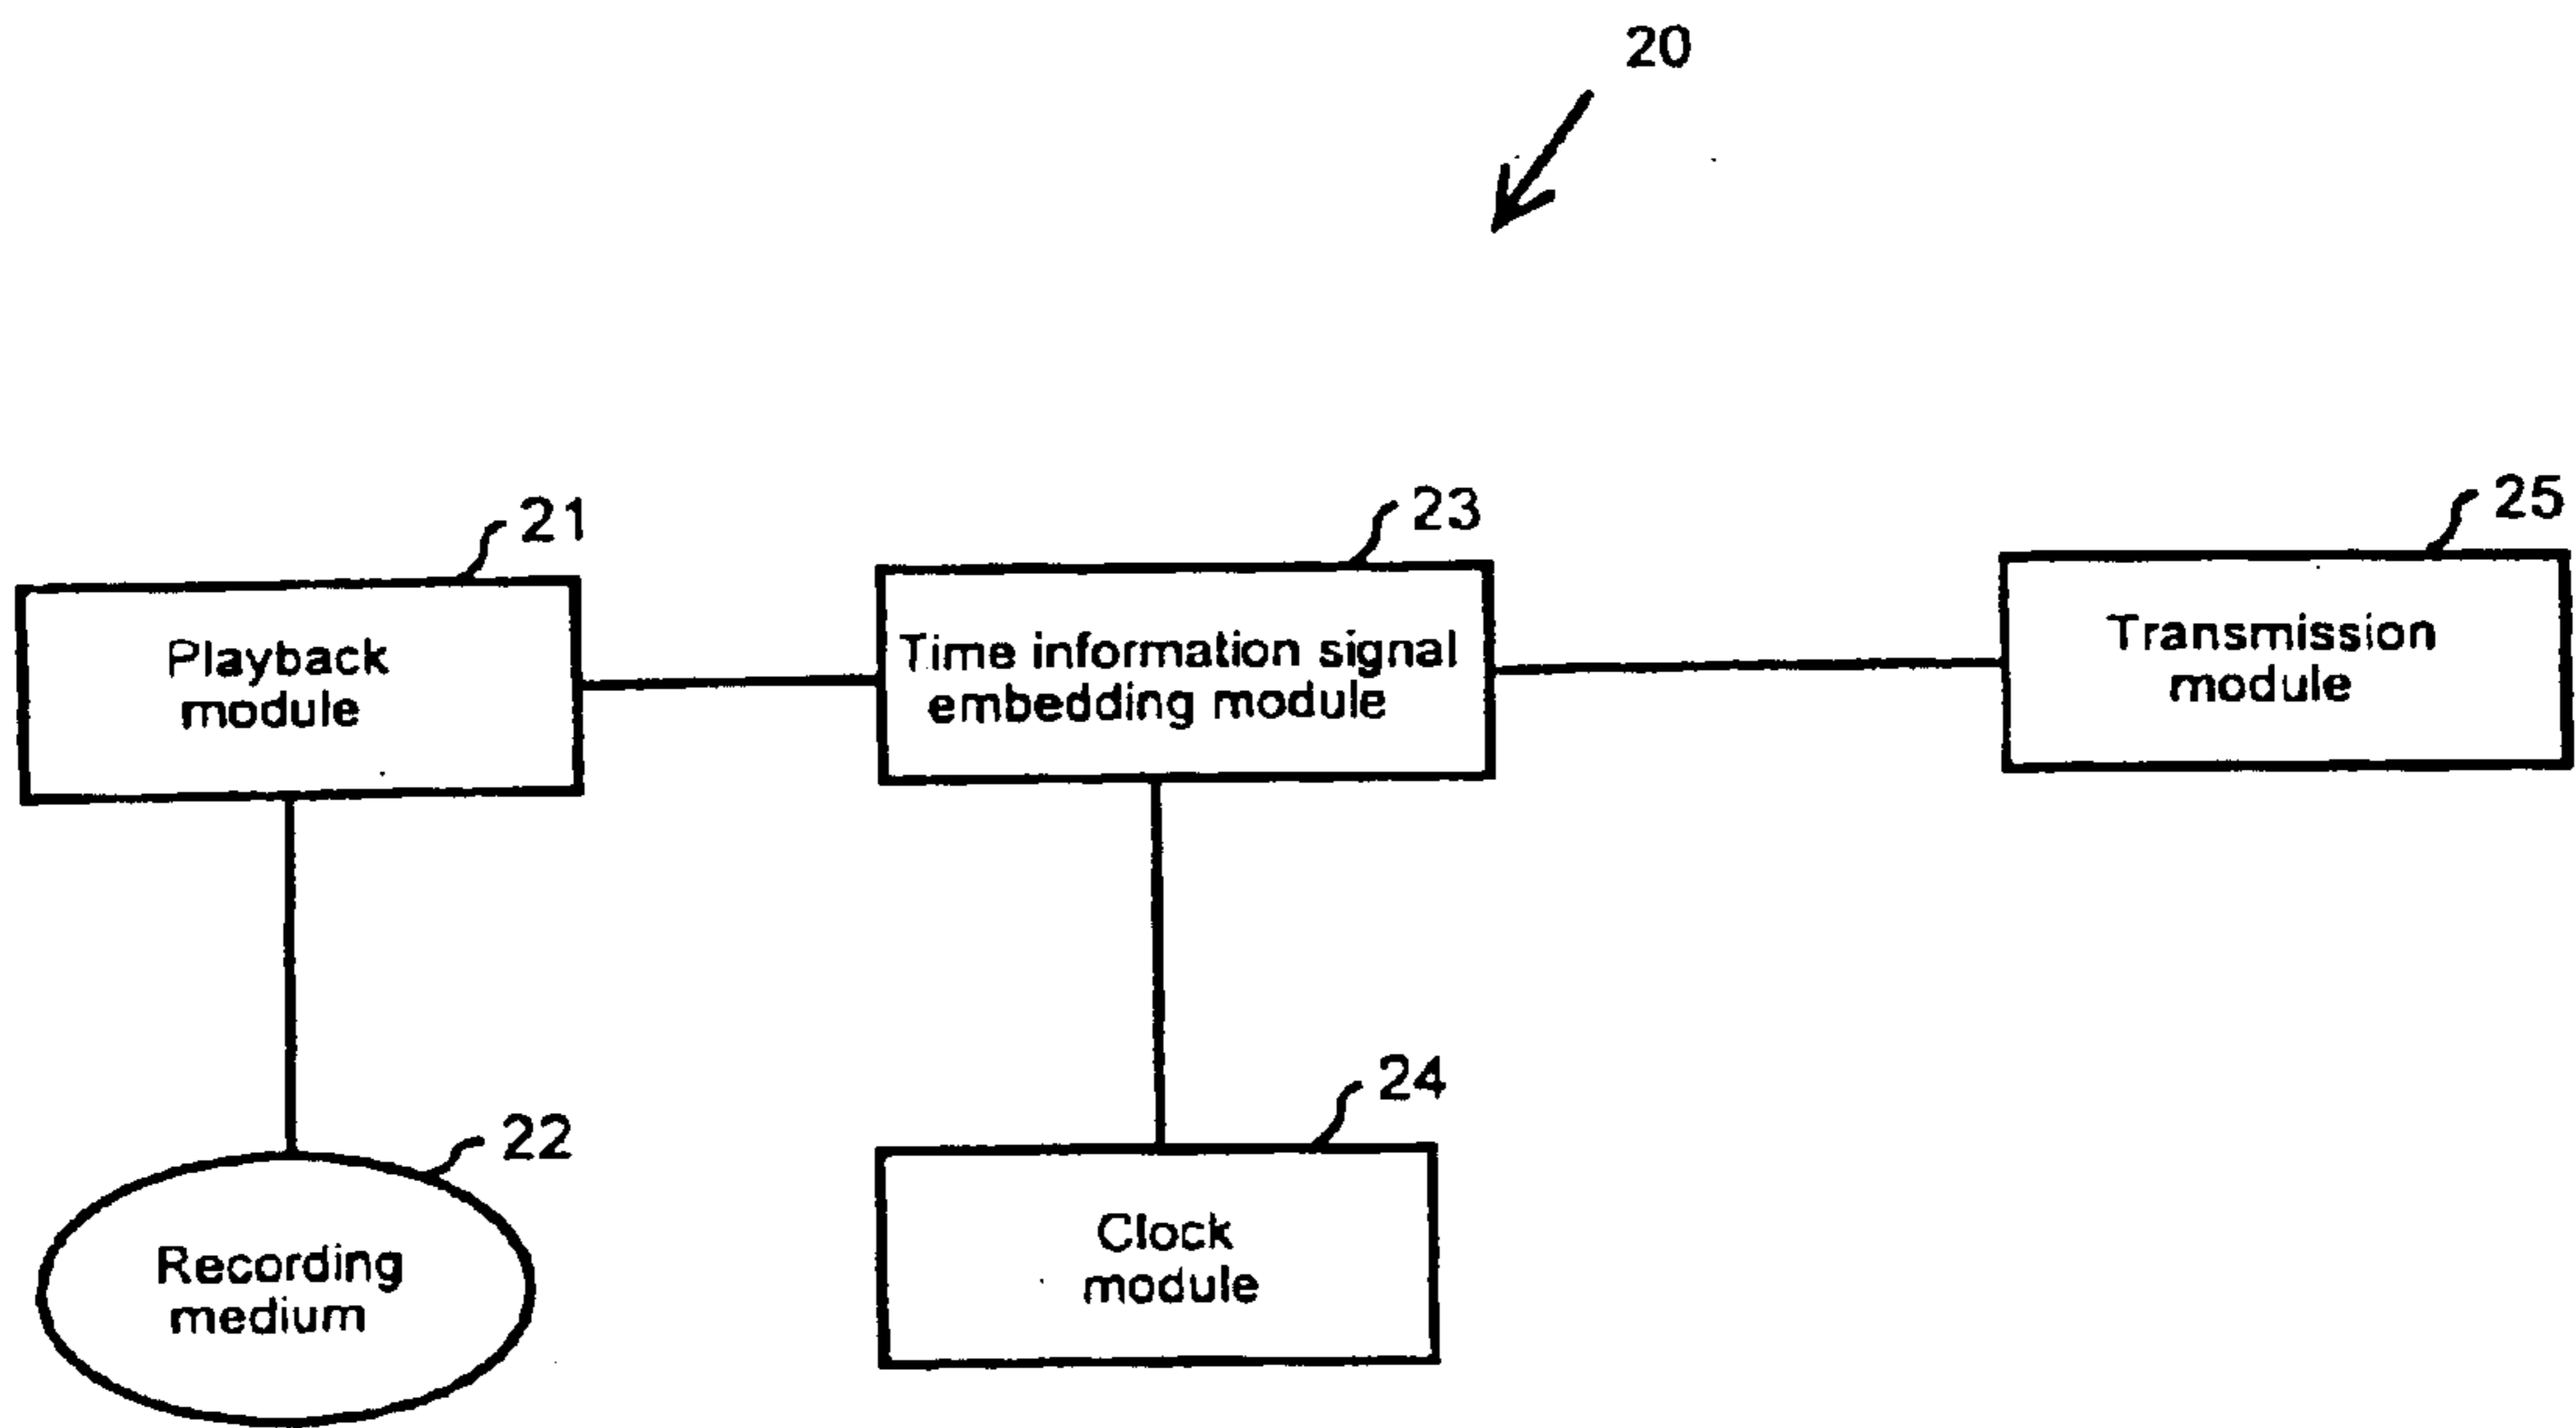 20
21
23
25
Playback
module
Time information signal
embedding module
Transmission
module
22
24
Recording
medium
Clock
module